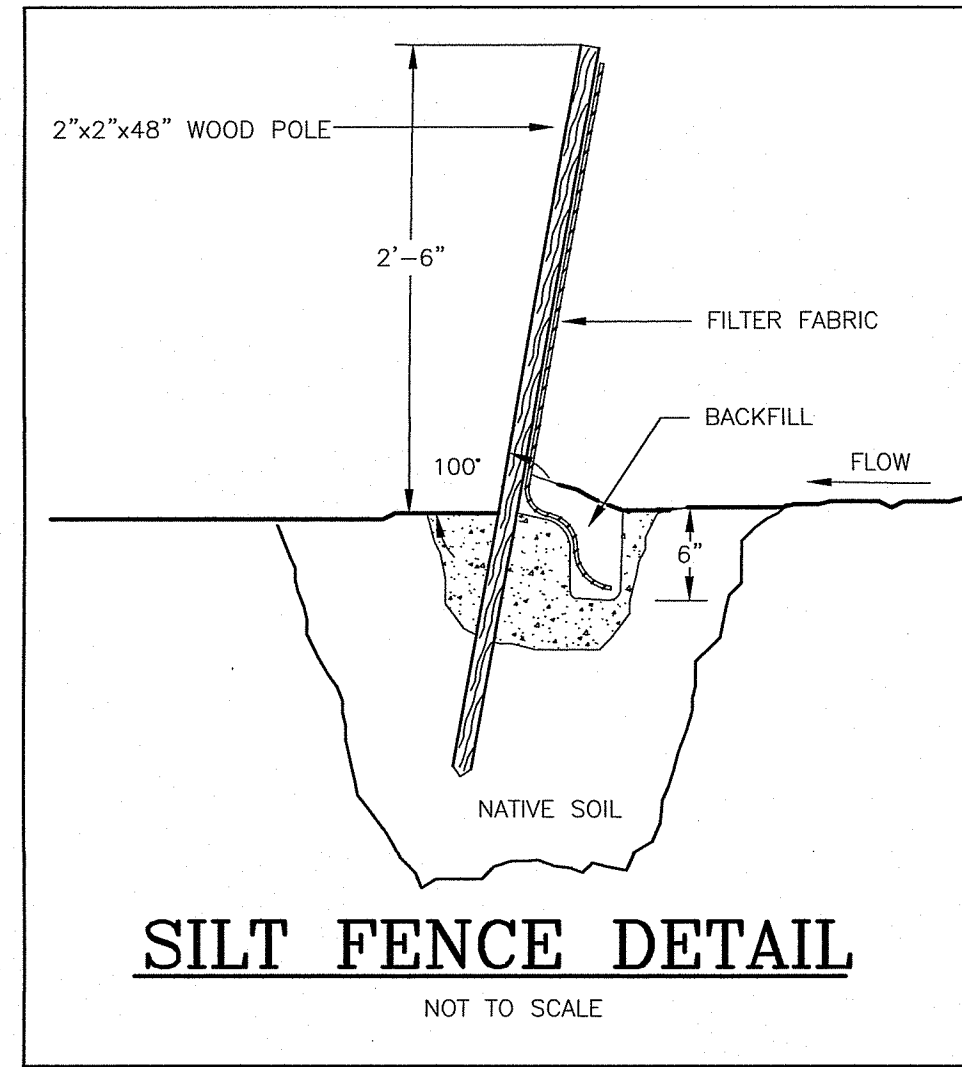 2"x2"x48" WOOD POLE
2'-6"
FILTER FABRIC
BACKFILL
100°
FLOW
6"
NATIVE SOIL
SILT FENCE DETAIL
NOT TO SCALE